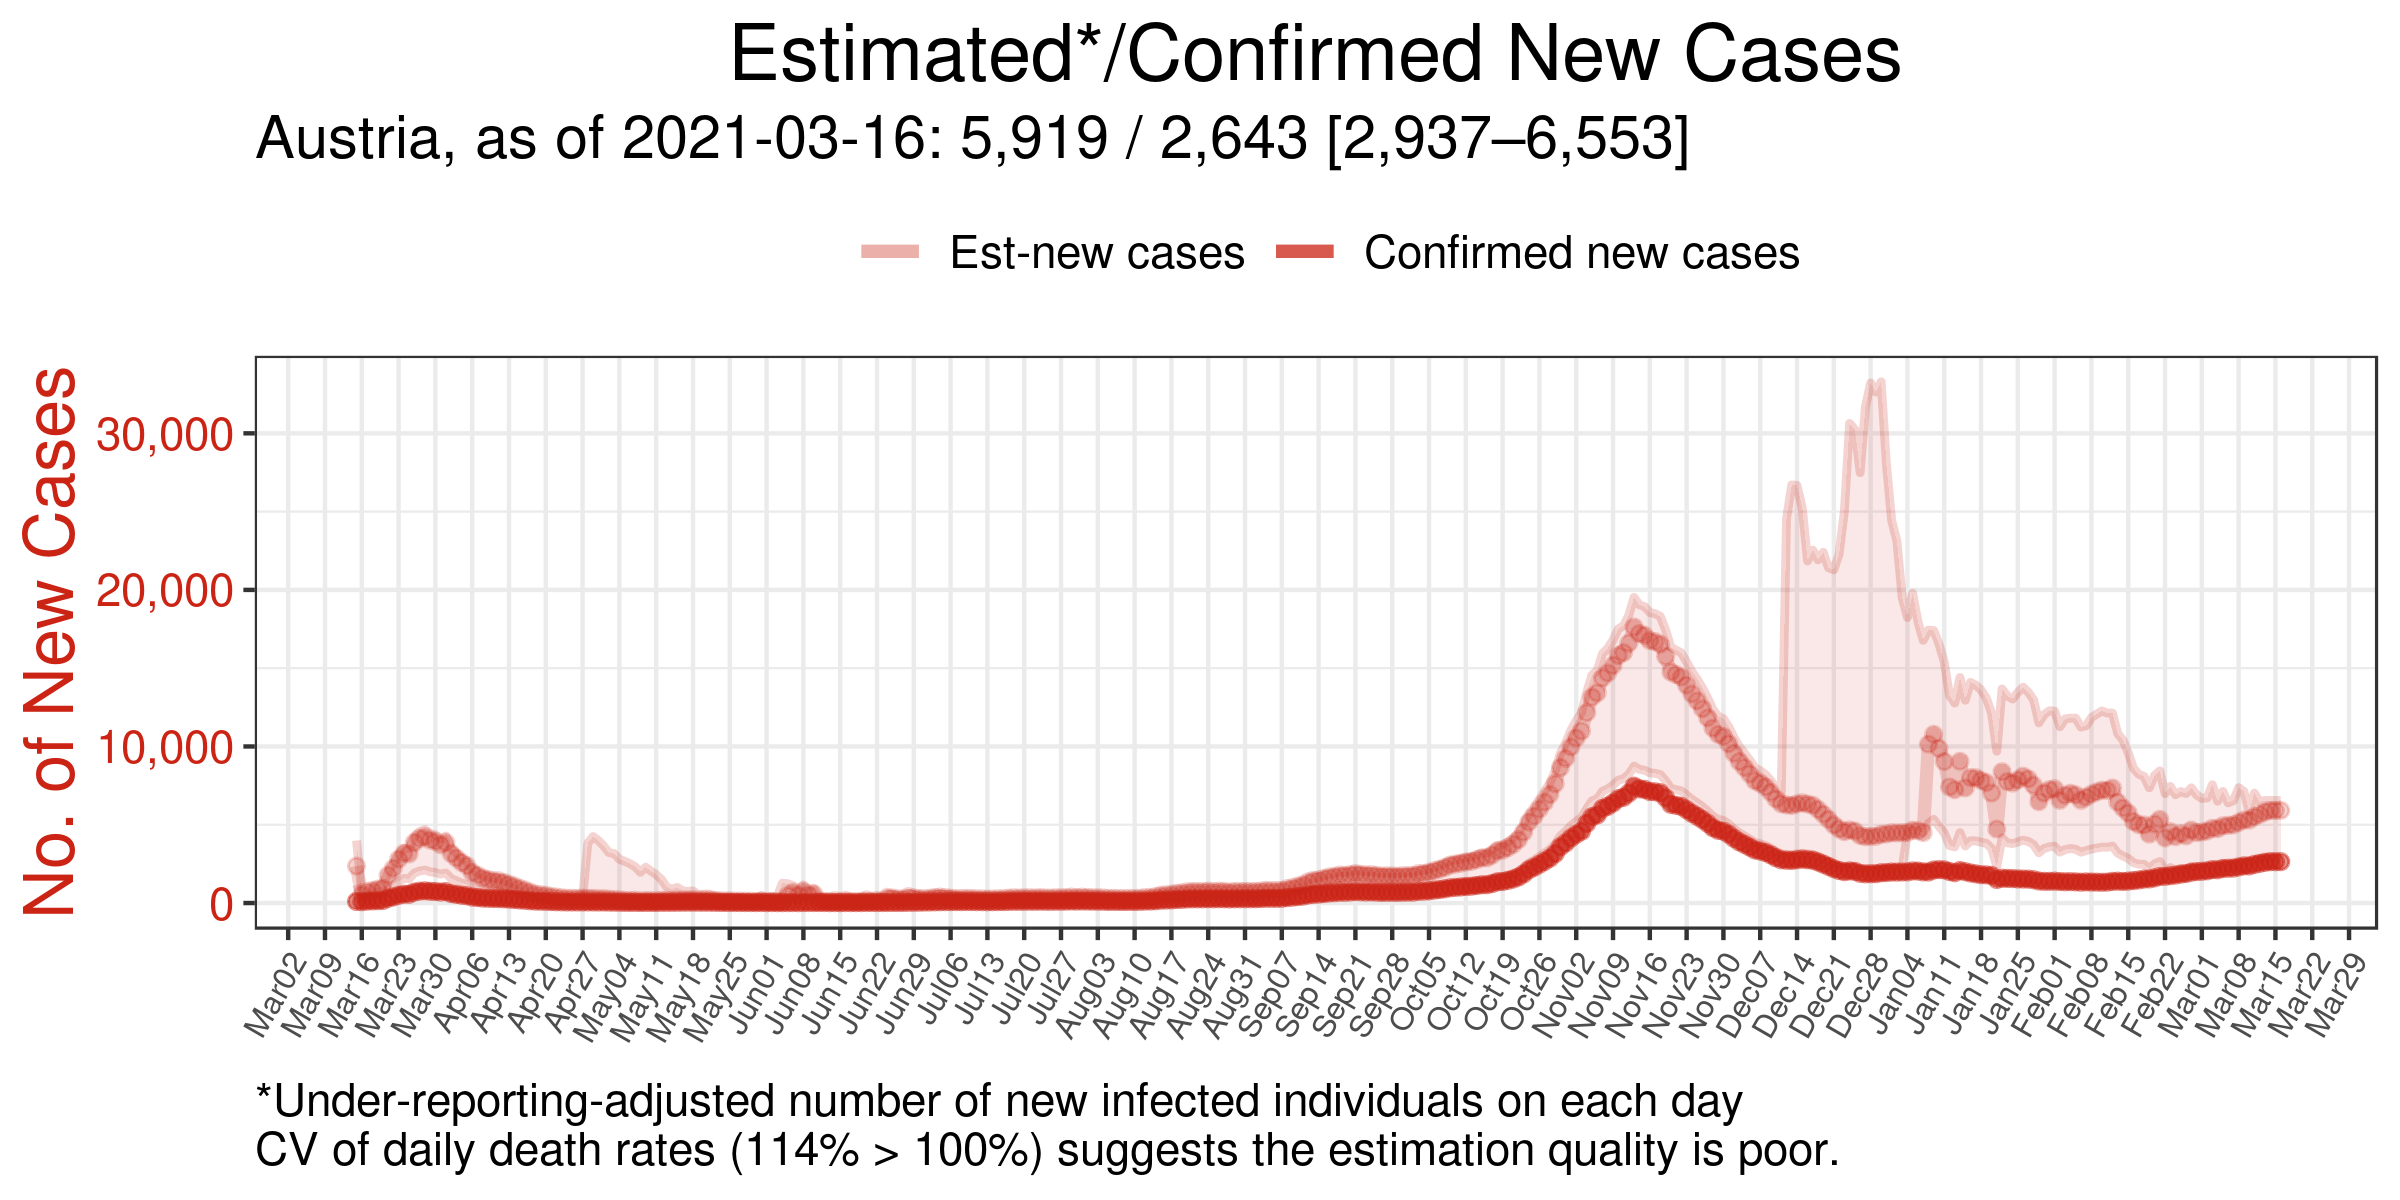 Estimated*/Confirmed New Cases
Austria, as of 2021-03-16: 5,919 / 2,643 [2,937–6,553]
Est-new cases
Confirmed new cases
No. of New Cases
30,000
20,000
10,000
0
Mar02
Mar09
Mar16
Mar23
Mar30
Apr06
Apr13
Apr20
Apr27
May04
May11
May18
May25
Jun01
Jun08
Jun15
Jun22
Jun29
Jul06
Jul13
Jul20
Jul27
Aug03
Aug10
Aug17
Aug24
Aug31
Sep07
Sep14
Sep21
Sep28
Oct05
Oct12
Oct19
Oct26
Nov02
Nov09
Nov16
Nov23
Nov30
Dec07
Dec14
Dec21
Dec28
Jan04
Jan11
Jan18
Jan25
Feb01
Feb08
Feb15
Feb22
Mar01
Mar08
Mar15
Mar22
Mar29
*Under-reporting-adjusted number of new infected individuals on each day
CV of daily death rates (114% > 100%) suggests the estimation quality is poor.